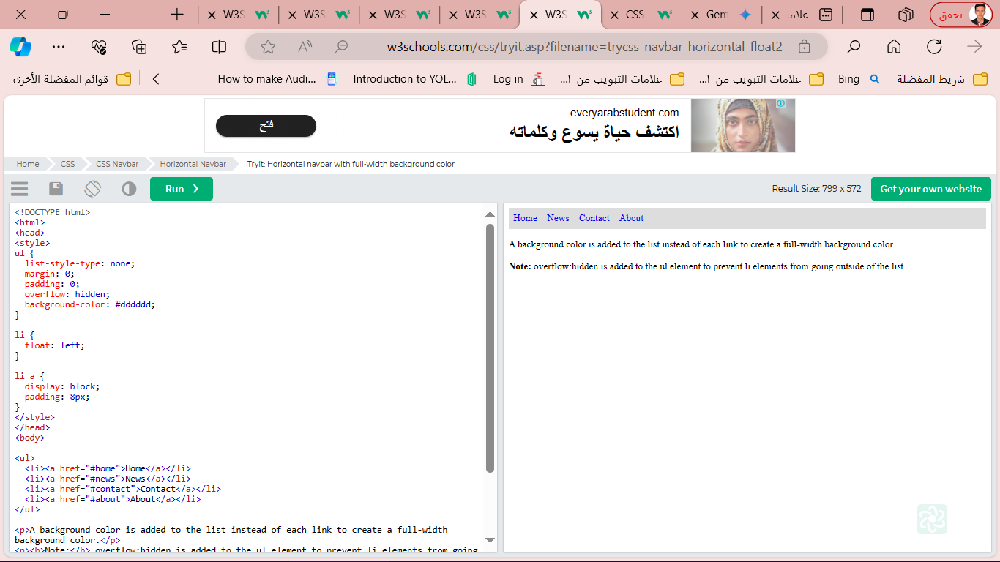 W3S
W3S
W3S
W3S
W3S
CSS
Gem
علامة
تحقق
w3schools.com/css/tryit.asp?filename=trycss_navbar_horizontal_float2
قوائم المفضلة الأخرى
How to make Audi...
Introduction to YOL...
Log in
علامات التبويب من ٢...
علامات التبويب من ٢...
Bing
شريط المفضلة
فتح
everyarabstudent.com
اكتشف حياة يسوع وكلماته
Home CSS CSS Navbar Horizontal Navbar Tryit: Horizontal navbar with full-width background color
Run ❯
Result Size: 799 x 572
Get your own website
<!DOCTYPE html>
<html>
<head>
<style>
ul {
  list-style-type: none;
  margin: 0;
  padding: 0;
  overflow: hidden;
  background-color: #dddddd;
}
li {
  float: left;
}
li a {
  display: block;
  padding: 8px;
}
</style>
</head>
<body>
<ul>
  <li><a href="#home">Home</a></li>
  <li><a href="#news">News</a></li>
  <li><a href="#contact">Contact</a></li>
  <li><a href="#about">About</a></li>
</ul>
<p>A background color is added to the list instead of each link to create a full-width
background color.</p>
<p><b>Note:</b> overflow:hidden is added to the ul element to prevent li elements from going
Home News Contact About
A background color is added to the list instead of each link to create a full-width background color.
Note: overflow:hidden is added to the ul element to prevent li elements from going outside of the list.